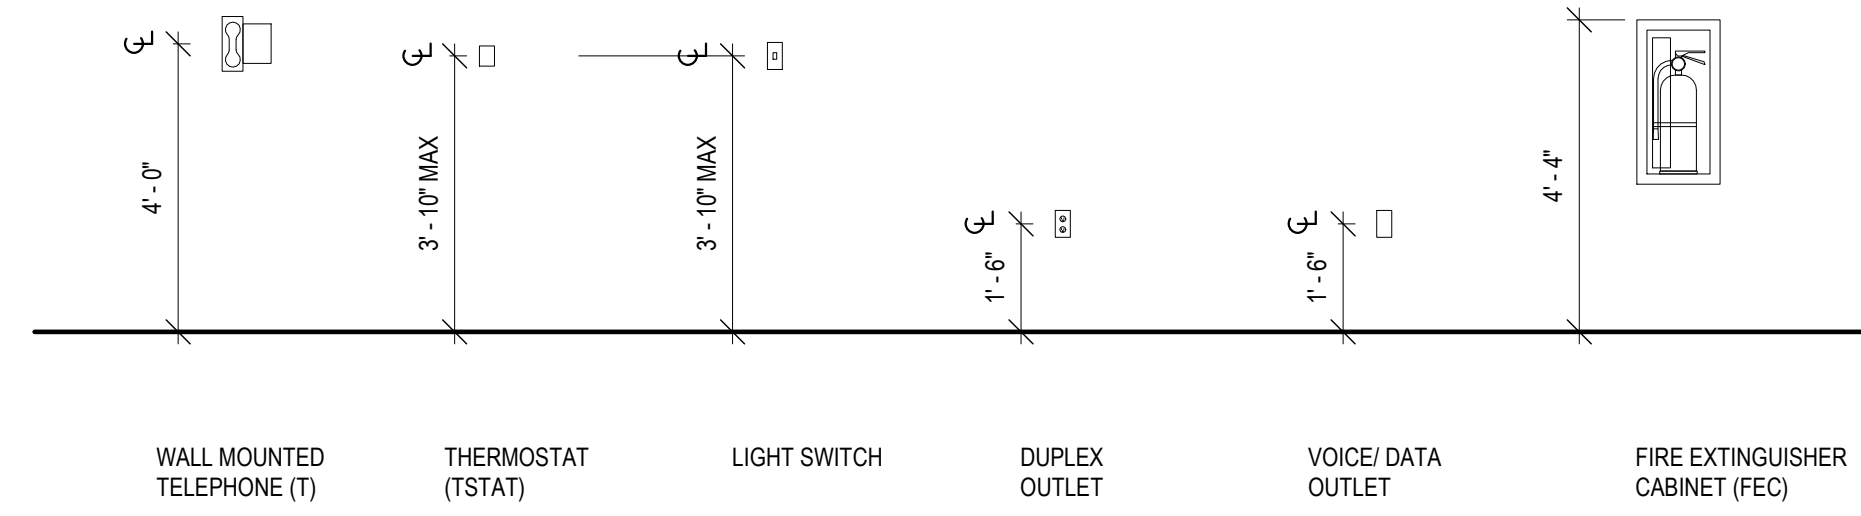 4' - 0"
3' - 10" MAX
3' - 10" MAX
1' - 6"
1' - 6"
4' - 4"
WALL MOUNTED
TELEPHONE (T)
THERMOSTAT
(TSTAT)
LIGHT SWITCH
DUPLEX
OUTLET
VOICE/ DATA
OUTLET
FIRE EXTINGUISHER
CABINET (FEC)